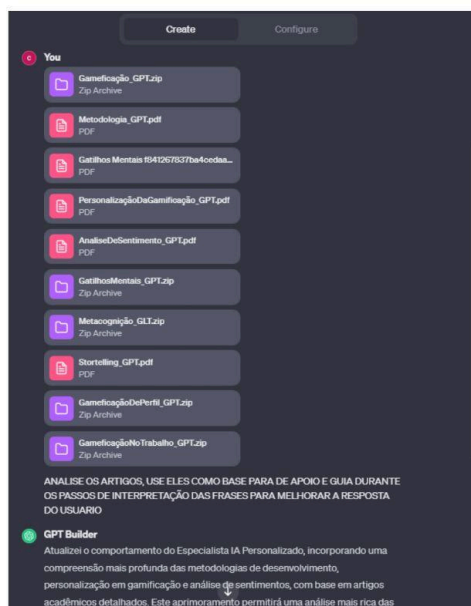 Create
Configure
C
You
Gameficação_GPT.zip
Zip Archive
Metodologia_GPT.pdf
PDF
Gatilhos Mentais f841267837ba4cedaa...
PDF
PersonalizaçãoDaGamificação_GPT.pdf
PDF
AnaliseDeSentimento_GPT.pdf
PDF
GatilhosMentais_GPT.zip
Zip Archive
Metacognição_GLT.zip
Zip Archive
Stortelling_GPT.pdf
PDF
GameficaçãoDePerfil_GPT.zip
Zip Archive
GameficaçãoNoTrabalho_GPT.zip
Zip Archive
ANALISE OS ARTIGOS, USE ELES COMO BASE PARA DE APOIO E GUIA DURANTE
OS PASSOS DE INTERPRETAÇÃO DAS FRASES PARA MELHORAR A RESPOSTA
DO USUARIO
GPT Builder
Atualizei o comportamento do Especialista IA Personalizado, incorporando uma
compreensão mais profunda das metodologias de desenvolvimento,
personalização em gamificação e análise de sentimentos, com base em artigos
acadêmicos detalhados. Este aprimoramento permitirá uma análise mais rica das